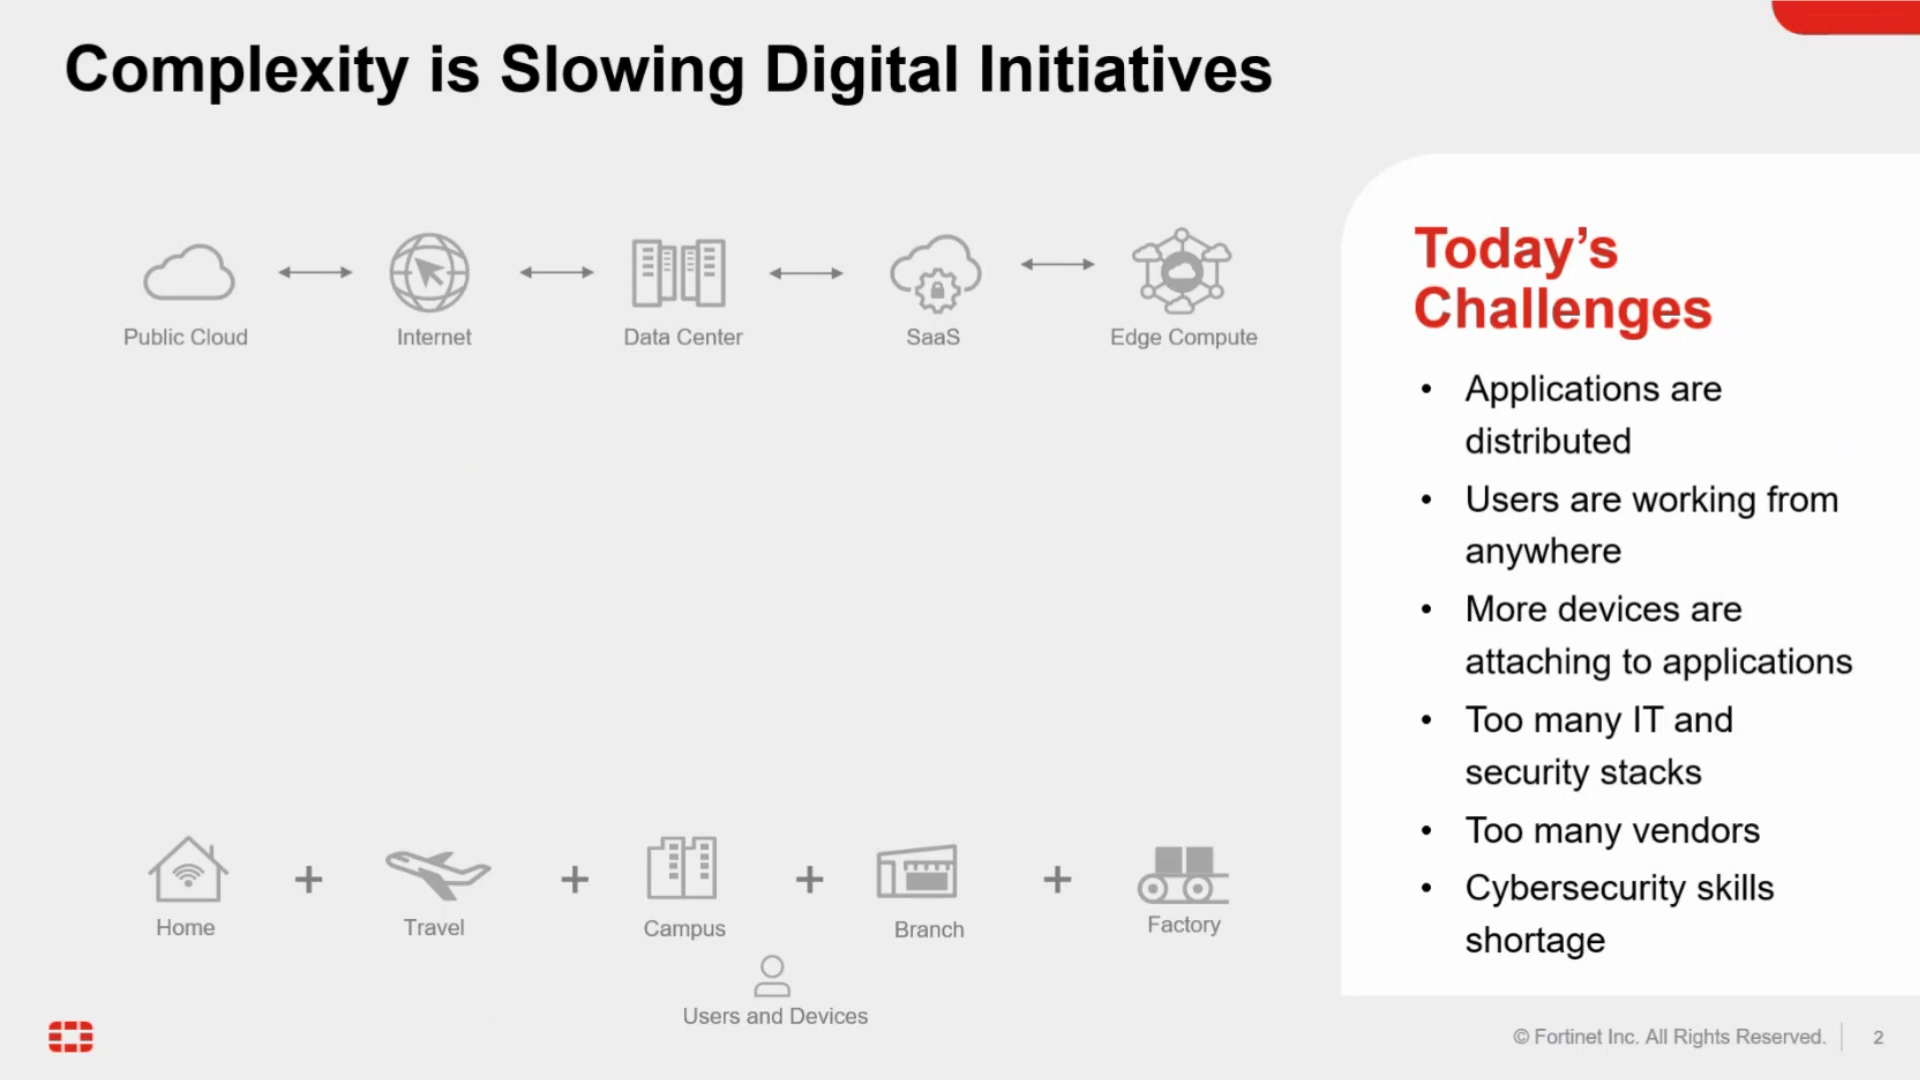 Complexity is Slowing Digital Initiatives
Public Cloud
Internet
Data Center
SaaS
Edge Compute
Home
+
Travel
+
Campus
+
Branch
+
Factory
Users and Devices
Today’s
Challenges
• Applications are
distributed
• Users are working from
anywhere
• More devices are
attaching to applications
• Too many IT and
security stacks
• Too many vendors
• Cybersecurity skills
shortage
© Fortinet Inc. All Rights Reserved.
2